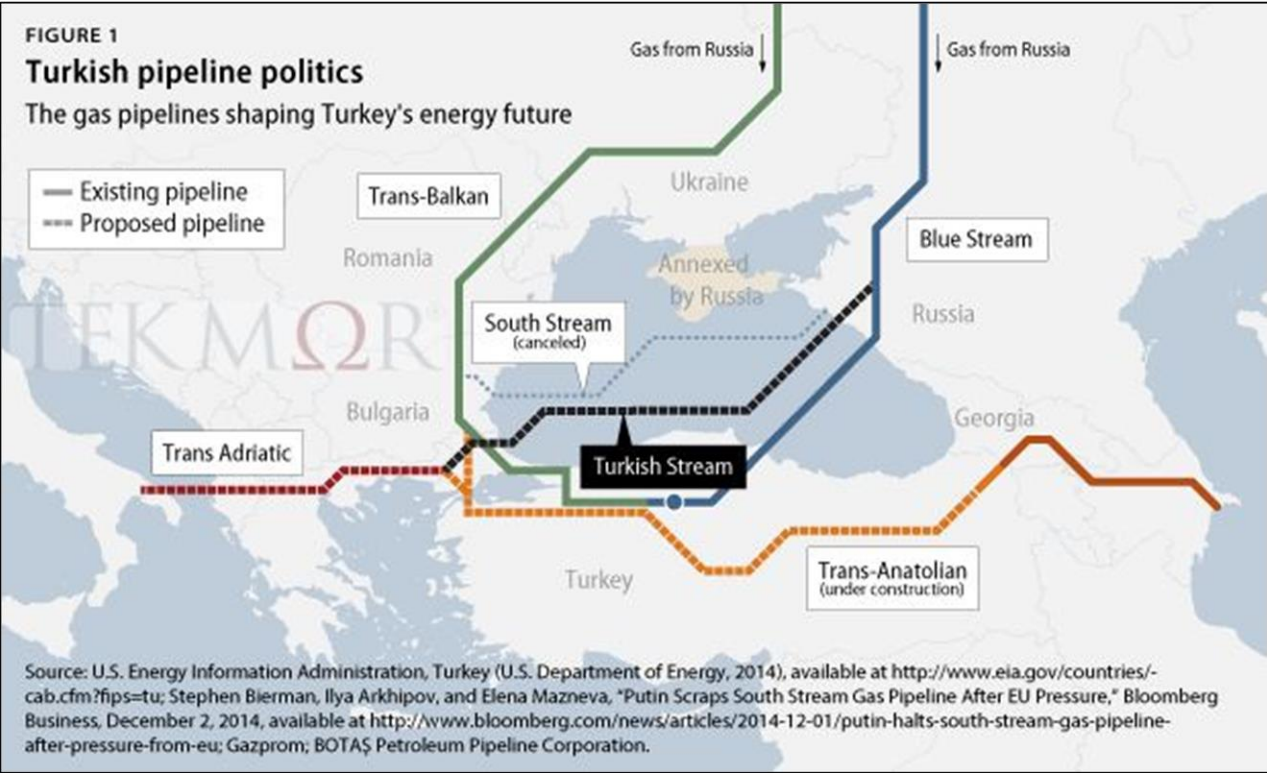 FIGURE 1
Turkish pipeline politics
The gas pipelines shaping Turkey's energy future
Gas from Russia
Gas from Russia
Existing pipeline
Proposed pipeline
Trans-Balkan
Ukraine
Blue Stream
Romania
Annexed
by Russia
Russia
TEKMΩR
South Stream
(canceled)
Bulgaria
Georgia
Trans Adriatic
Turkish Stream
Turkey
Trans-Anatolian
(under construction)
Source: U.S. Energy Information Administration, Turkey (U.S. Department of Energy, 2014), available at http://www.eia.gov/countries/-
cab.cfm?fips=tu; Stephen Bierman, Ilya Arkhipov, and Elena Mazneva, “Putin Scraps South Stream Gas Pipeline After EU Pressure,” Bloomberg
Business, December 2, 2014, available at http://www.bloomberg.com/news/articles/2014-12-01/putin-halts-south-stream-gas-pipeline-
after-pressure-from-eu; Gazprom; BOTAŞ Petroleum Pipeline Corporation.